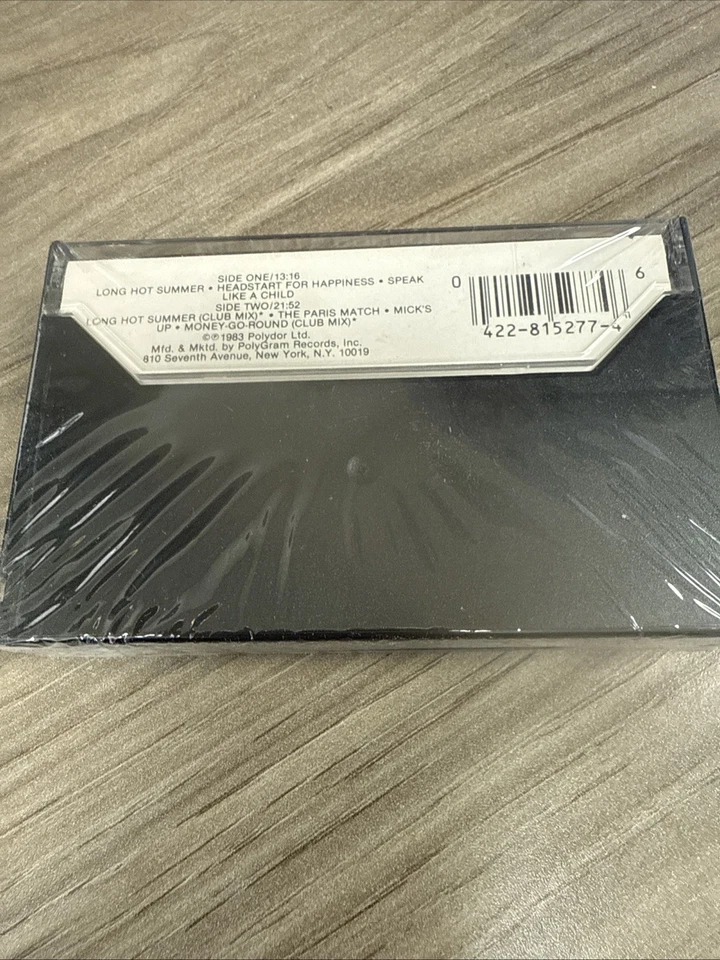 SIDE ONE/13:16
LONG HOT SUMMER • HEADSTART FOR HAPPINESS • SPEAK
LIKE A CHILD
SIDE TWO/21:52
LONG HOT SUMMER (CLUB MIX)* • THE PARIS MATCH • MICK'S
UP • MONEY-GO-ROUND (CLUB MIX)*
©℗1983 Polydor Ltd.
Mfd. & Mktd. by PolyGram Records, Inc.
810 Seventh Avenue, New York, N.Y. 10019
0 6
422-815277-4